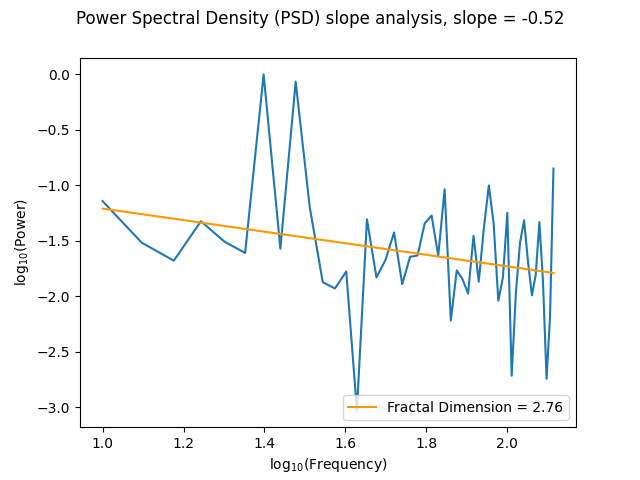 Power Spectral Density (PSD) slope analysis, slope = -0.52
0.0
−0.5
−1.0
−1.5
−2.0
−2.5
−3.0
log₁₀(Power)
Fractal Dimension = 2.76
1.0 1.2 1.4 1.6 1.8 2.0
log₁₀(Frequency)